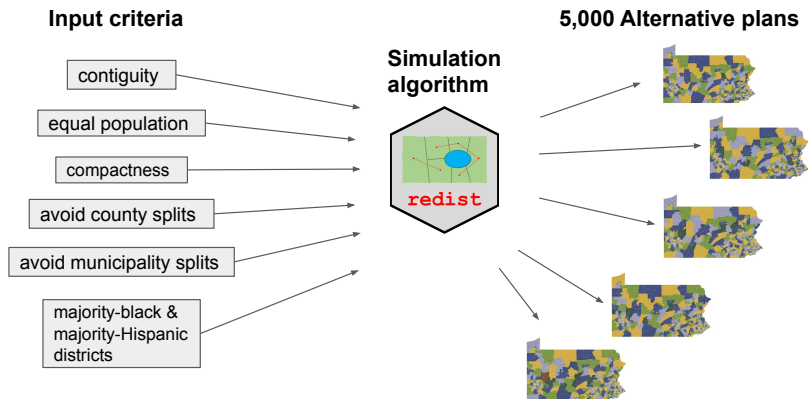 Input criteria
contiguity
equal population
compactness
avoid county splits
avoid municipality splits
majority-black &
majority-Hispanic
districts
Simulation
algorithm
redist
5,000 Alternative plans